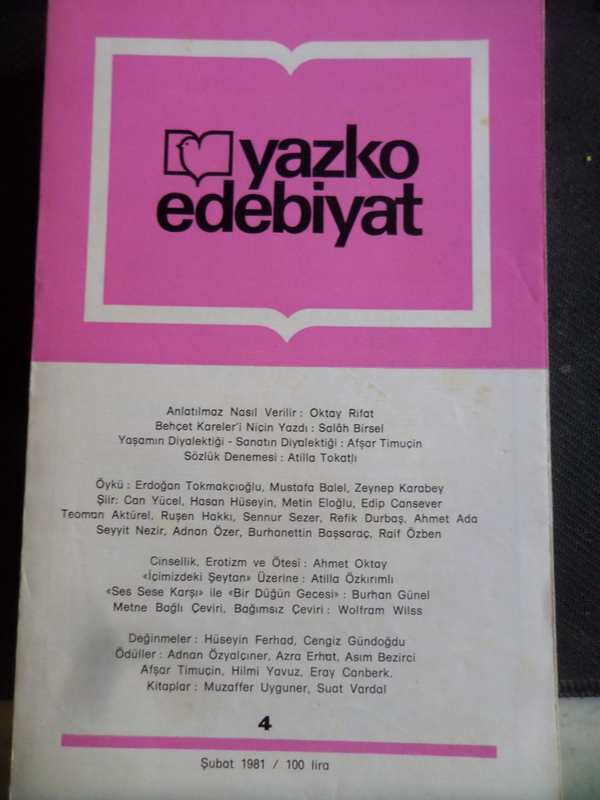 yazko
edebiyat
Anlatılmaz Nasıl Verilir : Oktay Rifat
Behçet Kareler'i Niçin Yazdı : Salâh Birsel
Yaşamın Diyalektiği - Sanatın Diyalektiği : Afşar Timuçin
Sözlük Denemesi : Atilla Tokatlı
Öykü : Erdoğan Tokmakçıoğlu, Mustafa Balel, Zeynep Karabey
Şiir: Can Yücel, Hasan Hüseyin, Metin Eloğlu, Edip Cansever
Teoman Aktürel, Ruşen Hakkı, Sennur Sezer, Refik Durbaş, Ahmet Ada
Seyyit Nezir, Adnan Özer, Burhanettin Başsaraç, Raif Özben
Cinsellik, Erotizm ve Ötesi : Ahmet Oktay
«İçimizdeki Şeytan» Üzerine : Atilla Özkırımlı
«Ses Sese Karşı» ile «Bir Düğün Gecesi» : Burhan Günel
Metne Bağlı Çeviri, Bağımsız Çeviri : Wolfram Wilss
Değinmeler : Hüseyin Ferhad, Cengiz Gündoğdu
Ödüller : Adnan Özyalçıner, Azra Erhat, Asım Bezirci
Afşar Timuçin, Hilmi Yavuz, Eray Canberk.
Kitaplar : Muzaffer Uyguner, Suat Vardal
4
Şubat 1981 / 100 lira